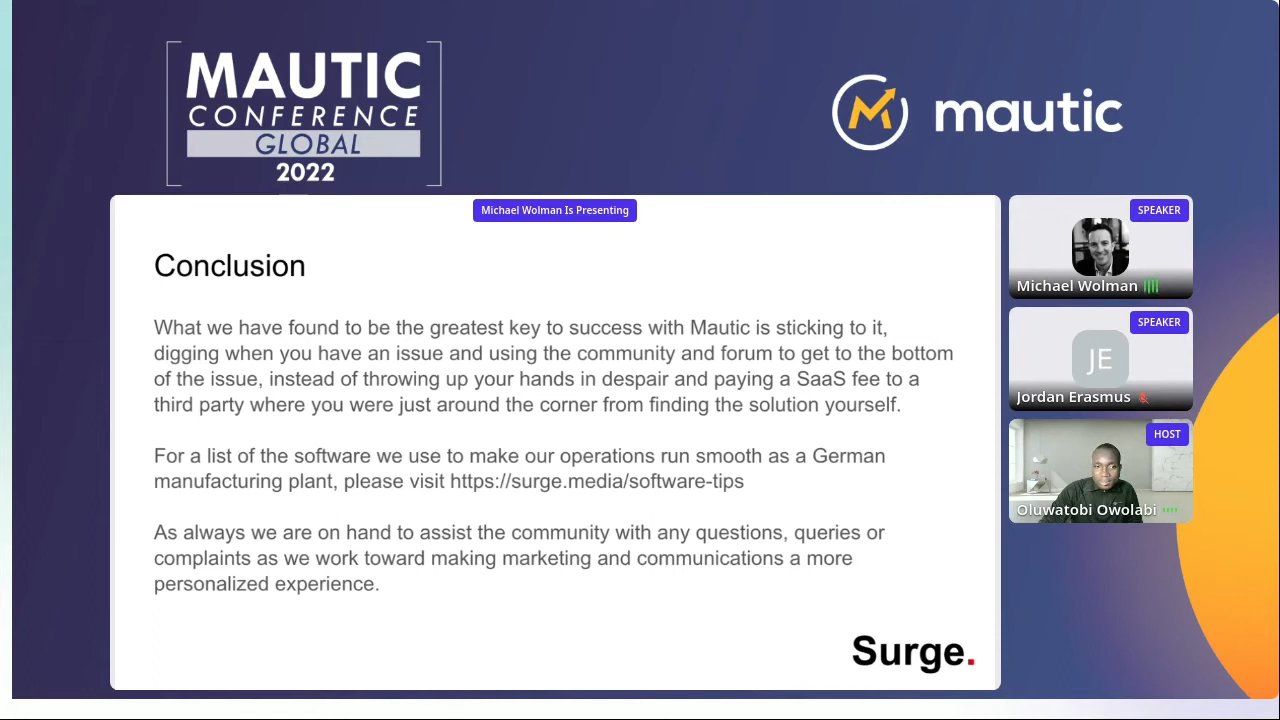 MAUTIC
CONFERENCE
GLOBAL
2022
mautic
Michael Wolman Is Presenting
Conclusion
What we have found to be the greatest key to success with Mautic is sticking to it,
digging when you have an issue and using the community and forum to get to the bottom
of the issue, instead of throwing up your hands in despair and paying a SaaS fee to a
third party where you were just around the corner from finding the solution yourself.
For a list of the software we use to make our operations run smooth as a German
manufacturing plant, please visit https://surge.media/software-tips
As always we are on hand to assist the community with any questions, queries or
complaints as we work toward making marketing and communications a more
personalized experience.
Surge.
SPEAKER
Michael Wolman
SPEAKER
JE
Jordan Erasmus
HOST
Oluwatobi Owolabi